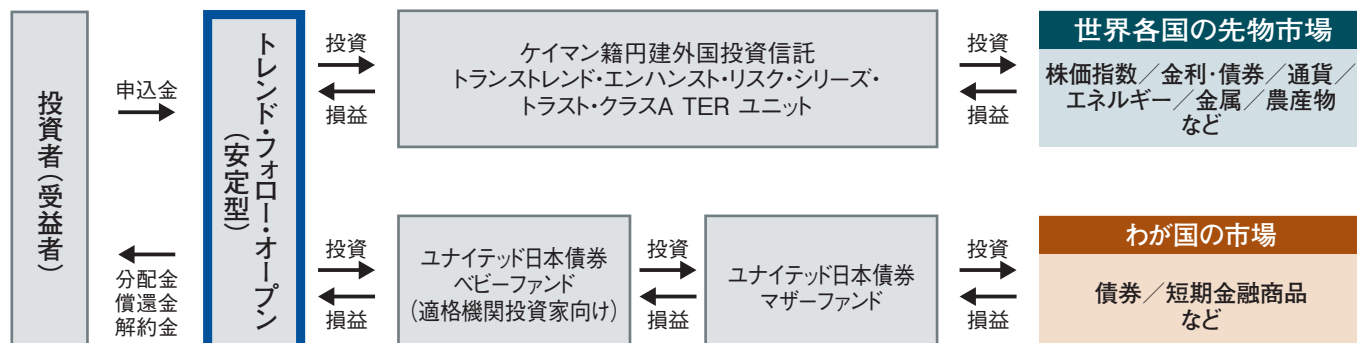 投資者(受益者)
申込金
分配金
償還金
解約金
トレンド・フォロー・オープン
(安定型)
投資
損益
ケイマン籍円建外国投資信託
トランストレンド・エンハンスト・リスク・シリーズ・
トラスト・クラスA TER ユニット
投資
損益
世界各国の先物市場
株価指数／金利・債券／通貨／
エネルギー／金属／農産物
など
投資
損益
ユナイテッド日本債券
ベビーファンド
(適格機関投資家向け)
投資
損益
ユナイテッド日本債券
マザーファンド
投資
損益
わが国の市場
債券／短期金融商品
など